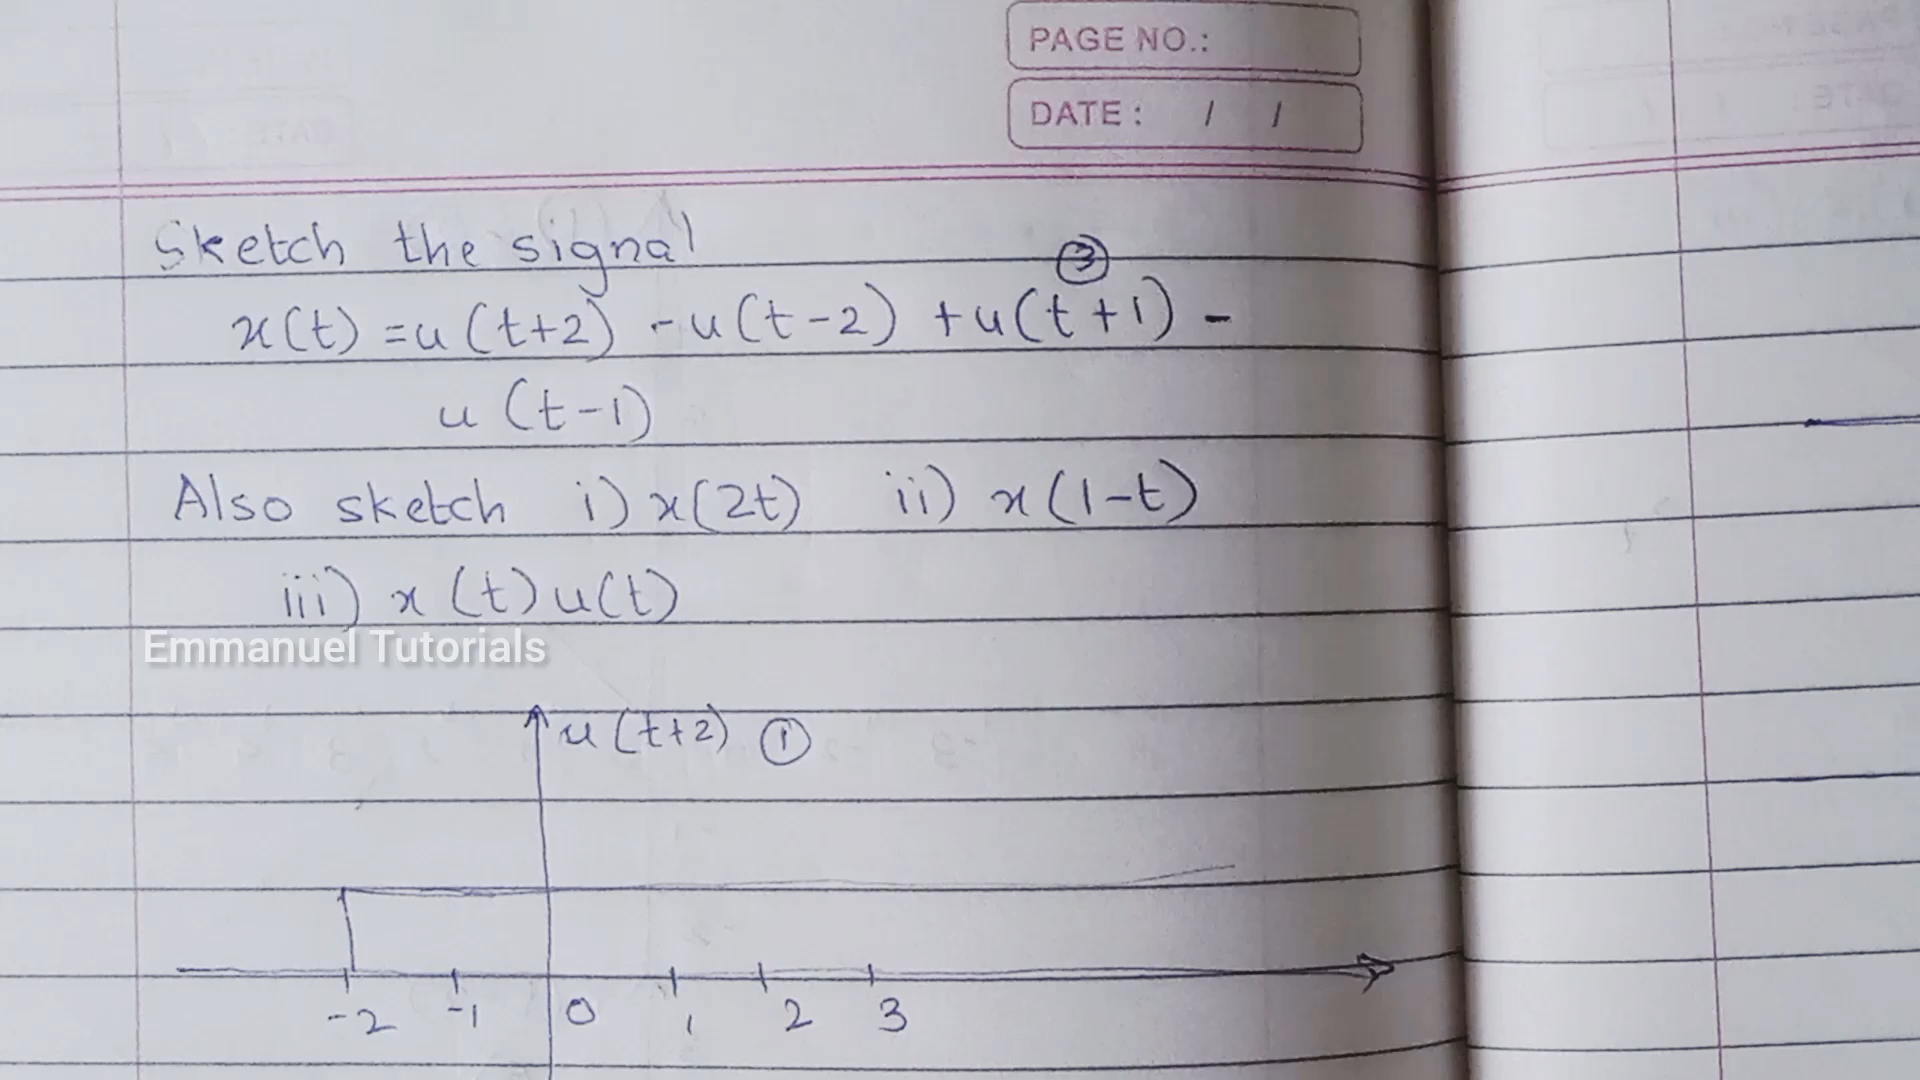 PAGE NO.:
DATE : / /
Sketch the signal
③
x(t) = u(t+2) - u(t-2) + u(t+1) -
u(t-1)
Also sketch i) x(2t) ii) x(1-t)
iii) x(t)u(t)
Emmanuel Tutorials
u(t+2) ①
-2 -1 0 1 2 3